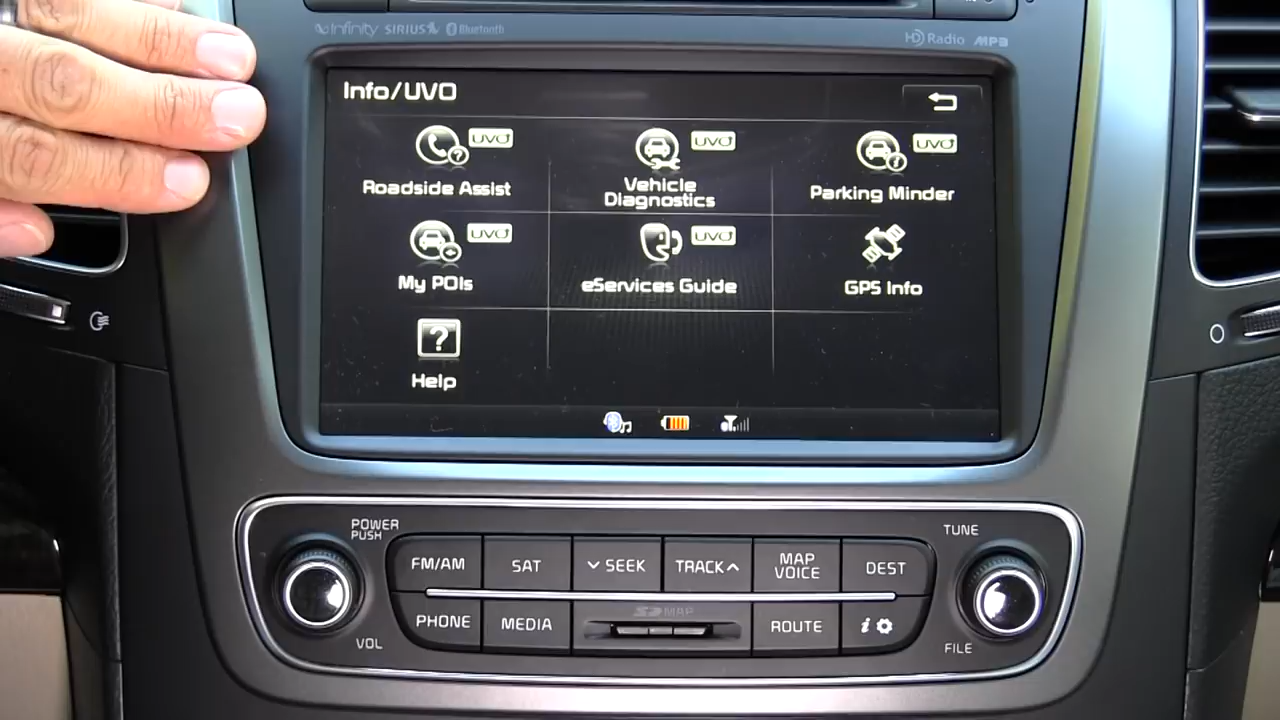 Infinity SIRIUS Bluetooth
HD Radio MP3
Info/UVO
UVO UVO UVO
Roadside Assist
Vehicle
Diagnostics
Parking Minder
UVO UVO
My POIs
eServices Guide
GPS Info
?
Help
POWER
PUSH
TUNE
FM/AM
SAT
SEEK
TRACK
MAP
VOICE
DEST
PHONE
MEDIA
SD MAP
ROUTE
i
VOL
FILE